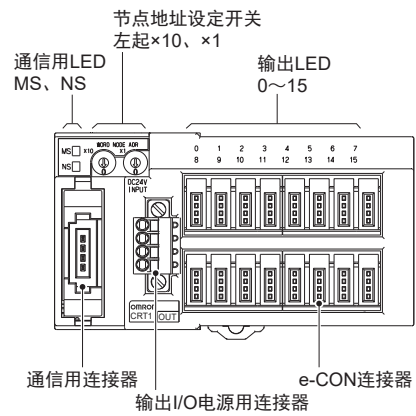 节点地址设定开关
左起×10、×1
通信用LED
MS、NS
输出LED
0～15
MS
NS
WORD NODE ADR
X10 X1
DC24V
INPUT
0 1 2 3 4 5 6 7
8 9 10 11 12 13 14 15
OMRON
CRT1 OUT
通信用连接器
e-CON连接器
输出I/O电源用连接器